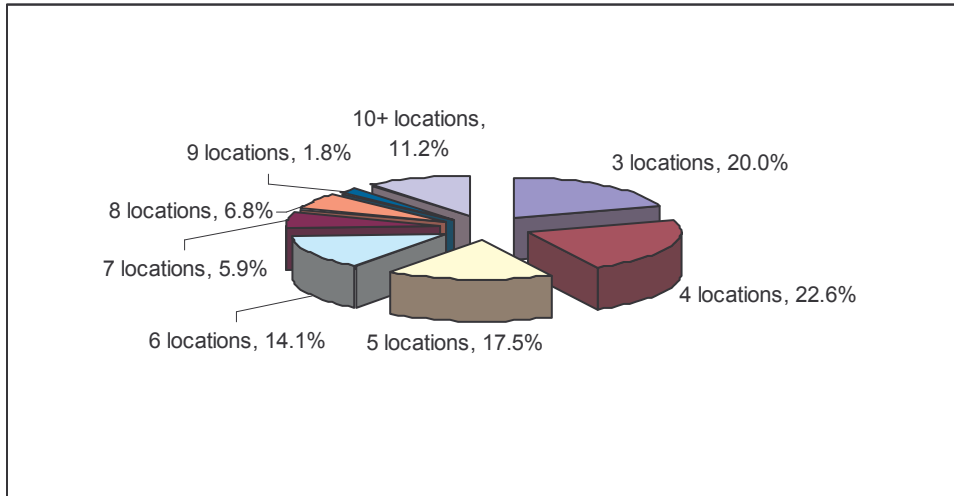 10+ locations,
11.2%
3 locations, 20.0%
9 locations, 1.8%
8 locations, 6.8%
7 locations, 5.9%
4 locations, 22.6%
6 locations, 14.1%
5 locations, 17.5%